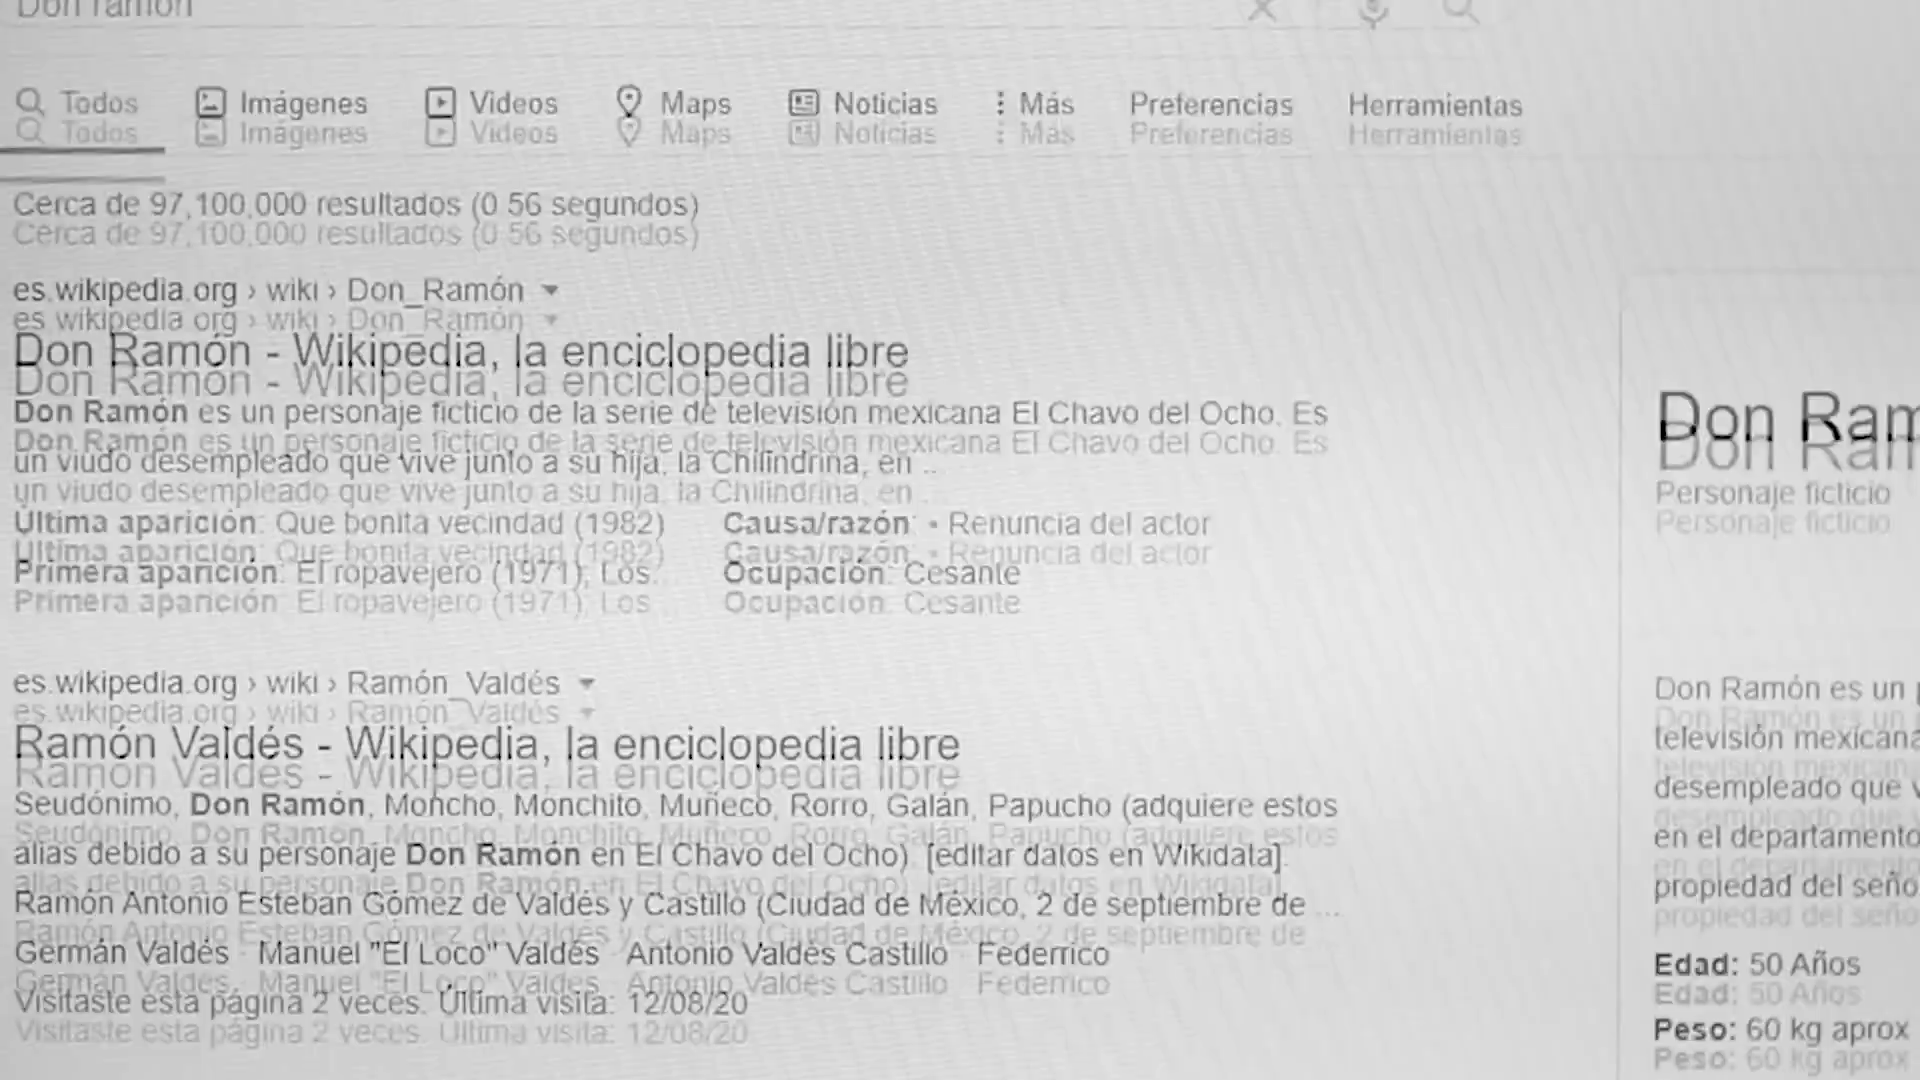 Don ramón
Todos Imágenes Videos Maps Noticias Más Preferencias Herramientas
Cerca de 97,100,000 resultados (0.56 segundos)
es.wikipedia.org › wiki › Don_Ramón
Don Ramón - Wikipedia, la enciclopedia libre
Don Ramón es un personaje ficticio de la serie de televisión mexicana El Chavo del Ocho. Es
un viudo desempleado que vive junto a su hija, la Chilindrina, en ...
Última aparición: Que bonita vecindad (1982) Causa/razón: • Renuncia del actor
Primera aparición: El ropavejero (1971); Los... Ocupación: Cesante
es.wikipedia.org › wiki › Ramón_Valdés
Ramón Valdés - Wikipedia, la enciclopedia libre
Seudónimo, Don Ramón, Moncho, Monchito, Muñeco, Rorro, Galán, Papucho (adquiere estos
alias debido a su personaje Don Ramón en El Chavo del Ocho). [editar datos en Wikidata].
Ramón Antonio Esteban Gómez de Valdés y Castillo (Ciudad de México, 2 de septiembre de ...
Germán Valdés · Manuel "El Loco" Valdés · Antonio Valdés Castillo · Federrico
Visitaste esta página 2 veces. Última visita: 12/08/20
Don Ram
Personaje ficticio
Don Ramón es un p
televisión mexicana
desempleado que v
en el departamento
propiedad del seño
Edad: 50 Años
Peso: 60 kg aprox